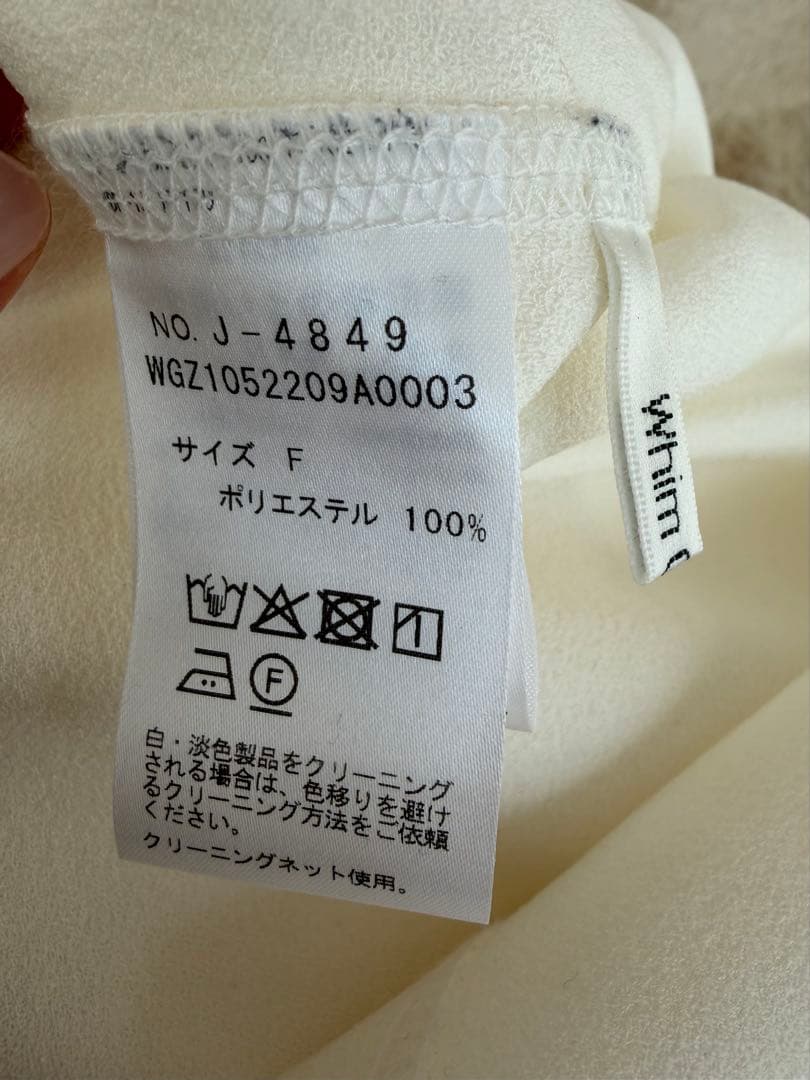 NO. J-4849
WGZ1052209A0003
サイズ F
ポリエステル 100%
F
白・淡色製品をクリーニング
される場合は、色移りを避け
るクリーニング方法をご依頼
ください。
クリーニングネット使用。
Whim